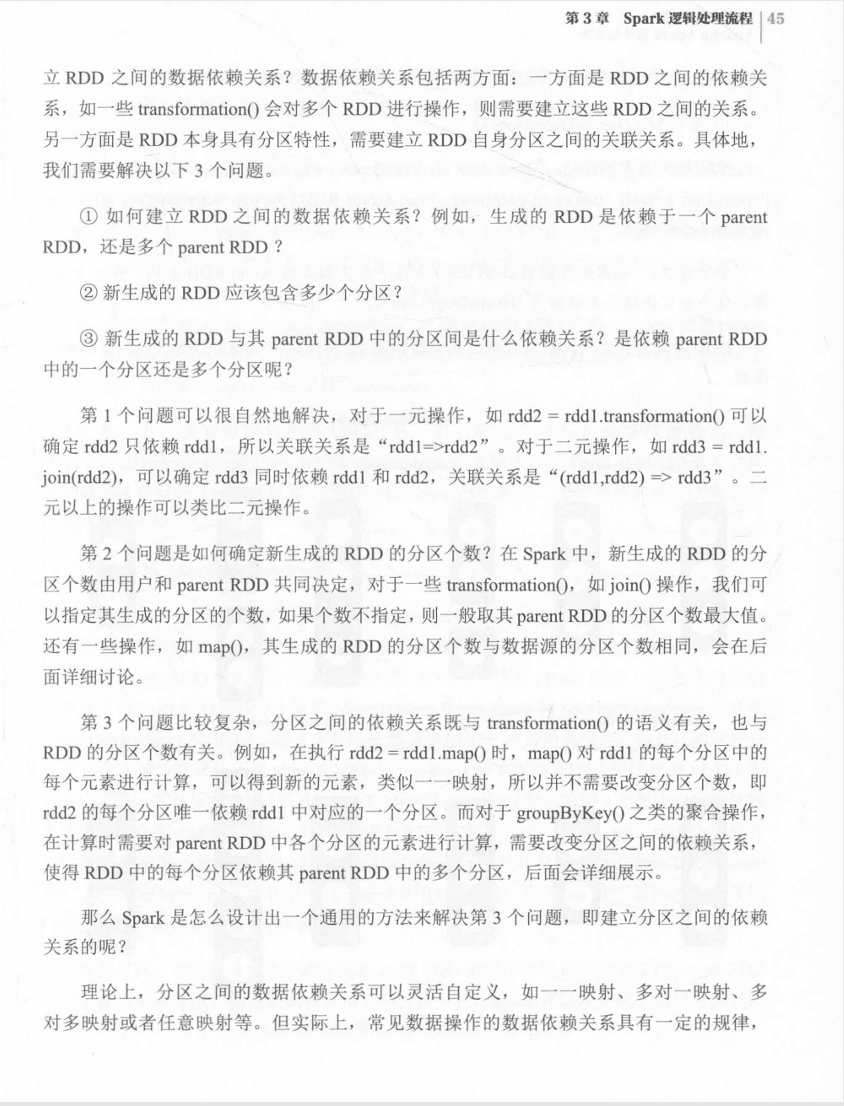 第 3 章 Spark 逻辑处理流程 45
立 RDD 之间的数据依赖关系？数据依赖关系包括两方面：一方面是 RDD 之间的依赖关
系，如一些 transformation() 会对多个 RDD 进行操作，则需要建立这些 RDD 之间的关系。
另一方面是 RDD 本身具有分区特性，需要建立 RDD 自身分区之间的关联关系。具体地，
我们需要解决以下 3 个问题。
① 如何建立 RDD 之间的数据依赖关系？例如，生成的 RDD 是依赖于一个 parent
RDD，还是多个 parent RDD ？
② 新生成的 RDD 应该包含多少个分区？
③ 新生成的 RDD 与其 parent RDD 中的分区间是什么依赖关系？是依赖 parent RDD
中的一个分区还是多个分区呢？
第 1 个问题可以很自然地解决，对于一元操作，如 rdd2 = rdd1.transformation() 可以
确定 rdd2 只依赖 rdd1，所以关联关系是“rdd1=>rdd2”。对于二元操作，如 rdd3 = rdd1.
join(rdd2)，可以确定 rdd3 同时依赖 rdd1 和 rdd2，关联关系是“(rdd1,rdd2) => rdd3”。二
元以上的操作可以类比二元操作。
第 2 个问题是如何确定新生成的 RDD 的分区个数？在 Spark 中，新生成的 RDD 的分
区个数由用户和 parent RDD 共同决定，对于一些 transformation()，如 join() 操作，我们可
以指定其生成的分区的个数，如果个数不指定，则一般取其 parent RDD 的分区个数最大值。
还有一些操作，如 map()，其生成的 RDD 的分区个数与数据源的分区个数相同，会在后
面详细讨论。
第 3 个问题比较复杂，分区之间的依赖关系既与 transformation() 的语义有关，也与
RDD 的分区个数有关。例如，在执行 rdd2 = rdd1.map() 时，map() 对 rdd1 的每个分区中的
每个元素进行计算，可以得到新的元素，类似一一映射，所以并不需要改变分区个数，即
rdd2 的每个分区唯一依赖 rdd1 中对应的一个分区。而对于 groupByKey() 之类的聚合操作，
在计算时需要对 parent RDD 中各个分区的元素进行计算，需要改变分区之间的依赖关系，
使得 RDD 中的每个分区依赖其 parent RDD 中的多个分区，后面会详细展示。
那么 Spark 是怎么设计出一个通用的方法来解决第 3 个问题，即建立分区之间的依赖
关系的呢？
理论上，分区之间的数据依赖关系可以灵活自定义，如一一映射、多对一映射、多
对多映射或者任意映射等。但实际上，常见数据操作的数据依赖关系具有一定的规律，